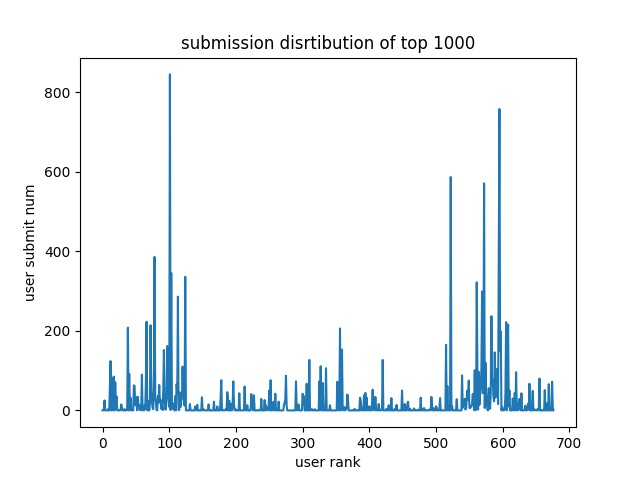 submission disrtibution of top 1000
800
600
400
200
0
user submit num
0 100 200 300 400 500 600 700
user rank